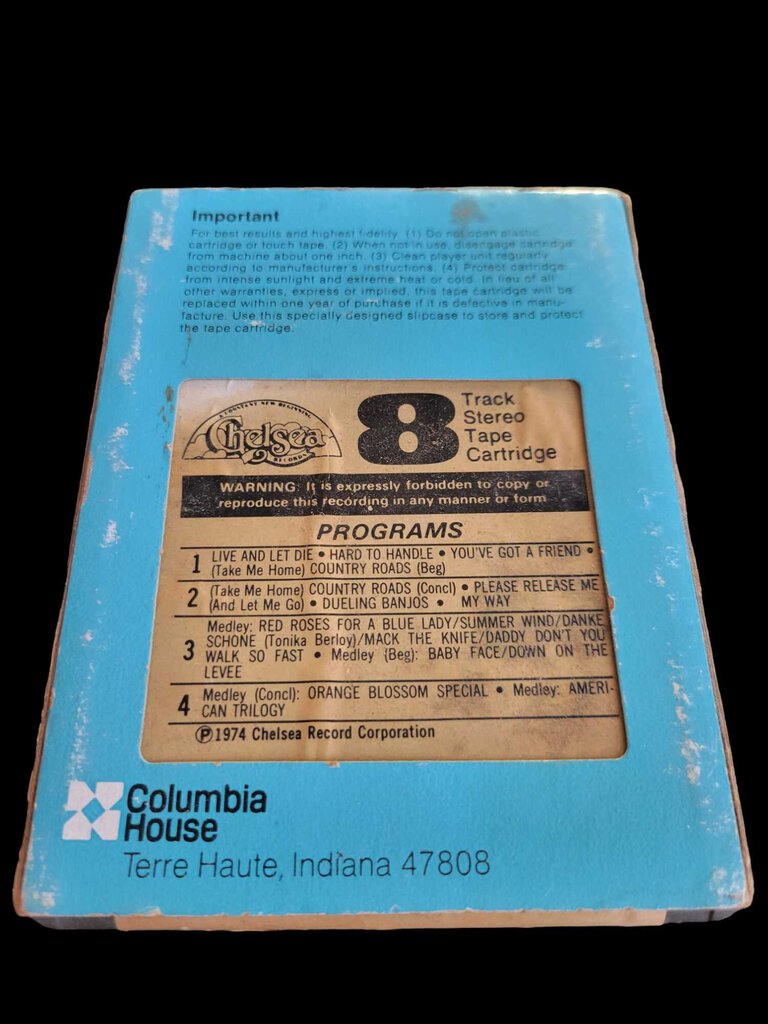 Important
For best results and highest fidelity. (1) Do not open plastic
cartridge or touch tape. (2) When not in use, disengage cartridge
from machine about one inch. (3) Clean player unit regularly
according to manufacturer's instructions. (4) Protect cartridge
from intense sunlight and extreme heat or cold. In lieu of all
other warranties, express or implied, this tape cartridge will be
replaced within one year of purchase if it is defective in manu-
facture. Use this specially designed slipcase to store and protect
the tape cartridge.
A CONSTANT NEW BEGINNING
Chelsea
RECORDS
8 Track
Stereo
Tape
Cartridge
WARNING: It is expressly forbidden to copy or
reproduce this recording in any manner or form
PROGRAMS
1 LIVE AND LET DIE • HARD TO HANDLE • YOU'VE GOT A FRIEND •
(Take Me Home) COUNTRY ROADS (Beg)
2 (Take Me Home) COUNTRY ROADS (Concl) • PLEASE RELEASE ME
(And Let Me Go) • DUELING BANJOS • MY WAY
3 Medley: RED ROSES FOR A BLUE LADY/SUMMER WIND/DANKE
SCHONE (Tonika Berloy)/MACK THE KNIFE/DADDY DON'T YOU
WALK SO FAST • Medley (Beg): BABY FACE/DOWN ON THE
LEVEE
4 Medley (Concl): ORANGE BLOSSOM SPECIAL • Medley: AMERI-
CAN TRILOGY
℗1974 Chelsea Record Corporation
Columbia
House
Terre Haute, Indiana 47808